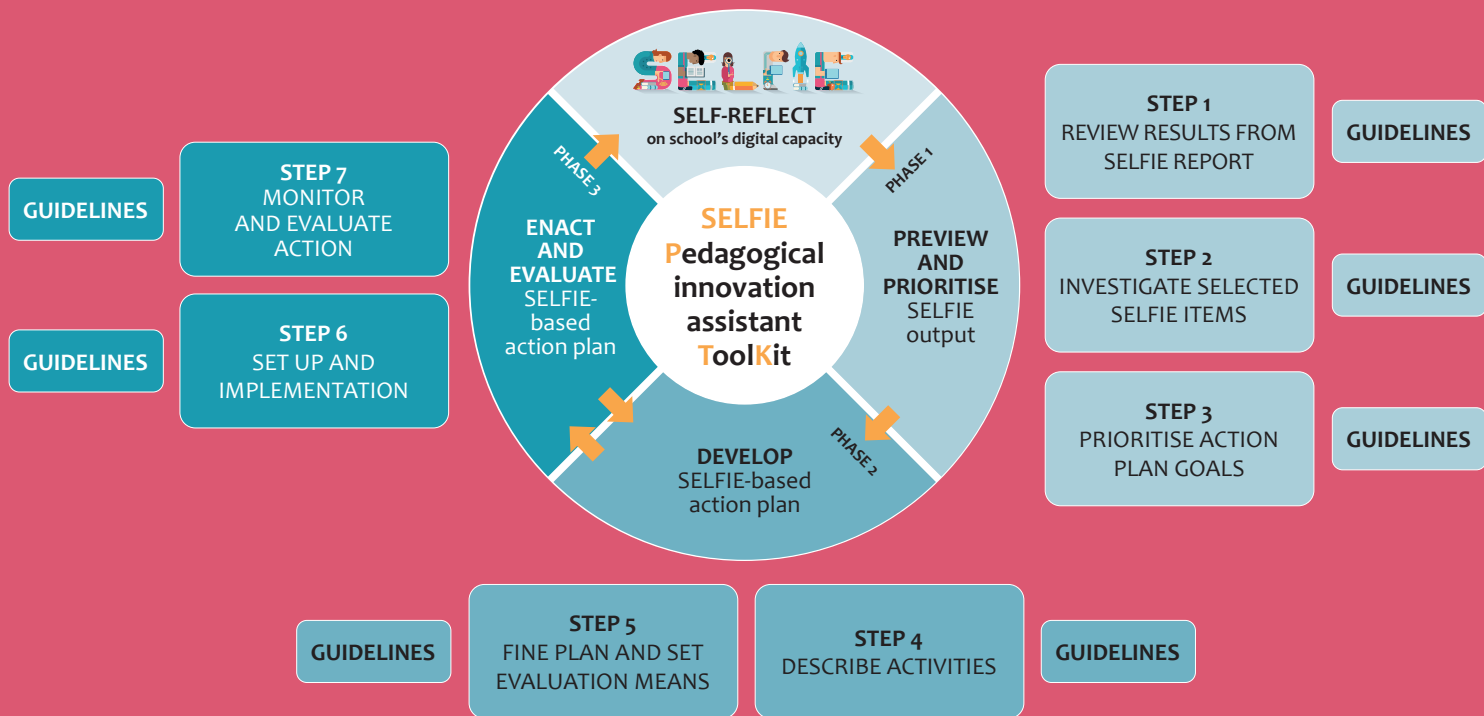 SELFIE
SELF-REFLECT
on school's digital capacity
PHASE 1
PREVIEW
AND
PRIORITISE
SELFIE
output
STEP 1
REVIEW RESULTS FROM
SELFIE REPORT
GUIDELINES
STEP 2
INVESTIGATE SELECTED
SELFIE ITEMS
GUIDELINES
STEP 3
PRIORITISE ACTION
PLAN GOALS
GUIDELINES
PHASE 2
DEVELOP
SELFIE-based
action plan
STEP 4
DESCRIBE ACTIVITIES
GUIDELINES
STEP 5
FINE PLAN AND SET
EVALUATION MEANS
GUIDELINES
PHASE 3
ENACT
AND
EVALUATE
SELFIE-
based
action plan
STEP 6
SET UP AND
IMPLEMENTATION
GUIDELINES
STEP 7
MONITOR
AND EVALUATE
ACTION
GUIDELINES
SELFIE
Pedagogical
innovation
assistant
ToolKit